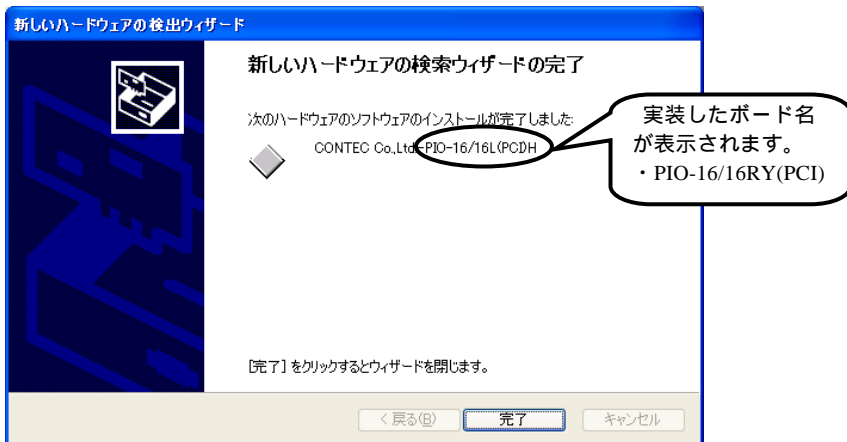 新しいハードウェアの検出ウィザード
新しいハードウェアの検索ウィザードの完了
次のハードウェアのソフトウェアのインストールが完了しました:
CONTEC Co.,Ltd.-PIO-16/16L(PCI)H
実装したボード名
が表示されます。
・PIO-16/16RY(PCI)
[完了] をクリックするとウィザードを閉じます。
< 戻る(B)
完了
キャンセル